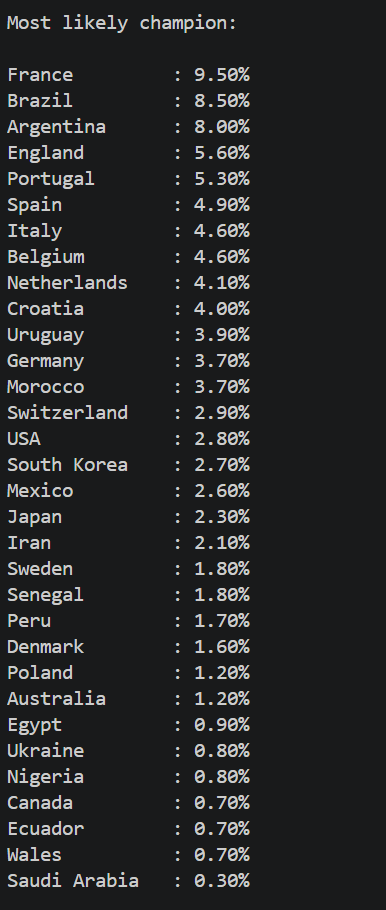 Most likely champion:
France : 9.50%
Brazil : 8.50%
Argentina : 8.00%
England : 5.60%
Portugal : 5.30%
Spain : 4.90%
Italy : 4.60%
Belgium : 4.60%
Netherlands : 4.10%
Croatia : 4.00%
Uruguay : 3.90%
Germany : 3.70%
Morocco : 3.70%
Switzerland : 2.90%
USA : 2.80%
South Korea : 2.70%
Mexico : 2.60%
Japan : 2.30%
Iran : 2.10%
Sweden : 1.80%
Senegal : 1.80%
Peru : 1.70%
Denmark : 1.60%
Poland : 1.20%
Australia : 1.20%
Egypt : 0.90%
Ukraine : 0.80%
Nigeria : 0.80%
Canada : 0.70%
Ecuador : 0.70%
Wales : 0.70%
Saudi Arabia : 0.30%